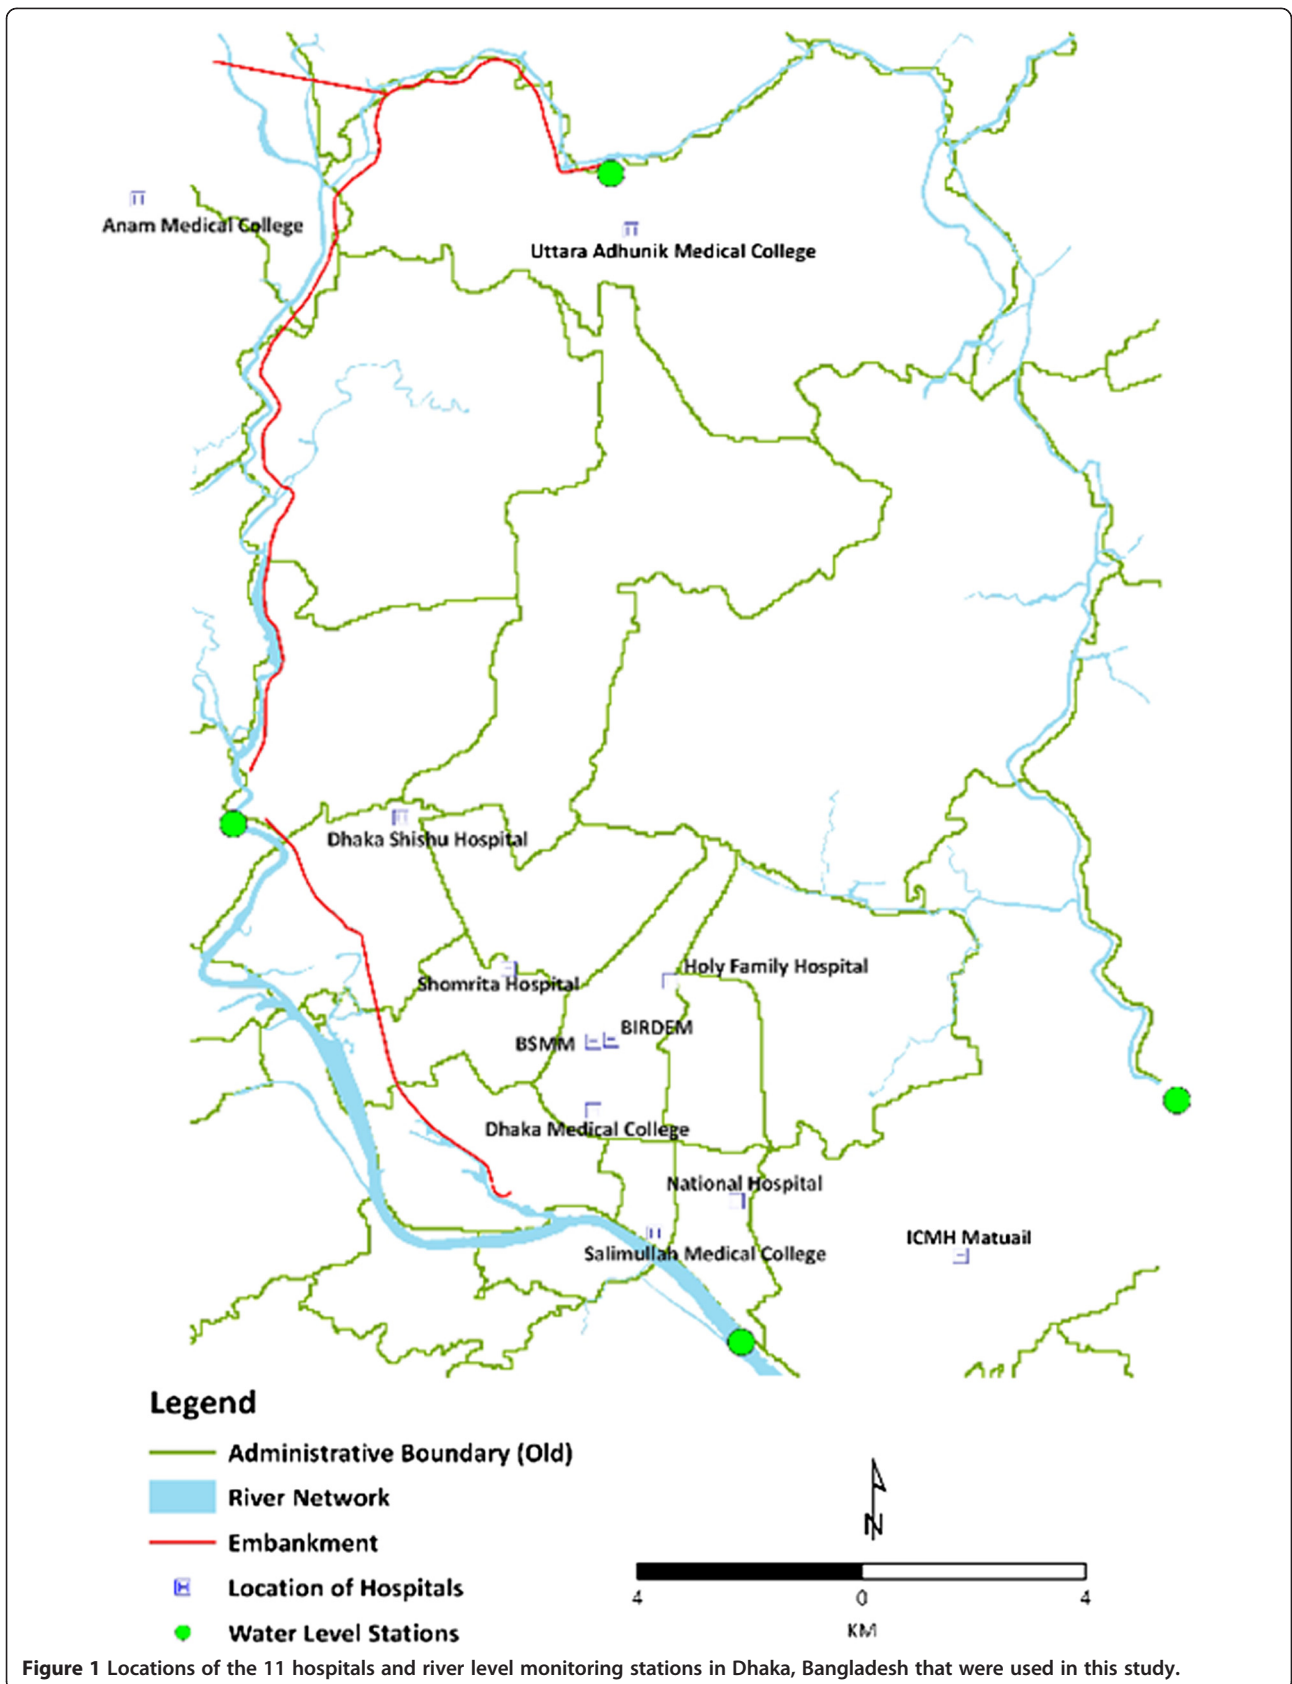 Anam Medical College
Uttara Adhunik Medical College
Dhaka Shishu Hospital
Shomrita Hospital
Holy Family Hospital
BIRDEM
BSMM
Dhaka Medical College
National Hospital
ICMH Matuail
Salimullah Medical College
Legend
Administrative Boundary (Old)
River Network
Embankment
Location of Hospitals
Water Level Stations
N
4 0 4
KM
Figure 1 Locations of the 11 hospitals and river level monitoring stations in Dhaka, Bangladesh that were used in this study.